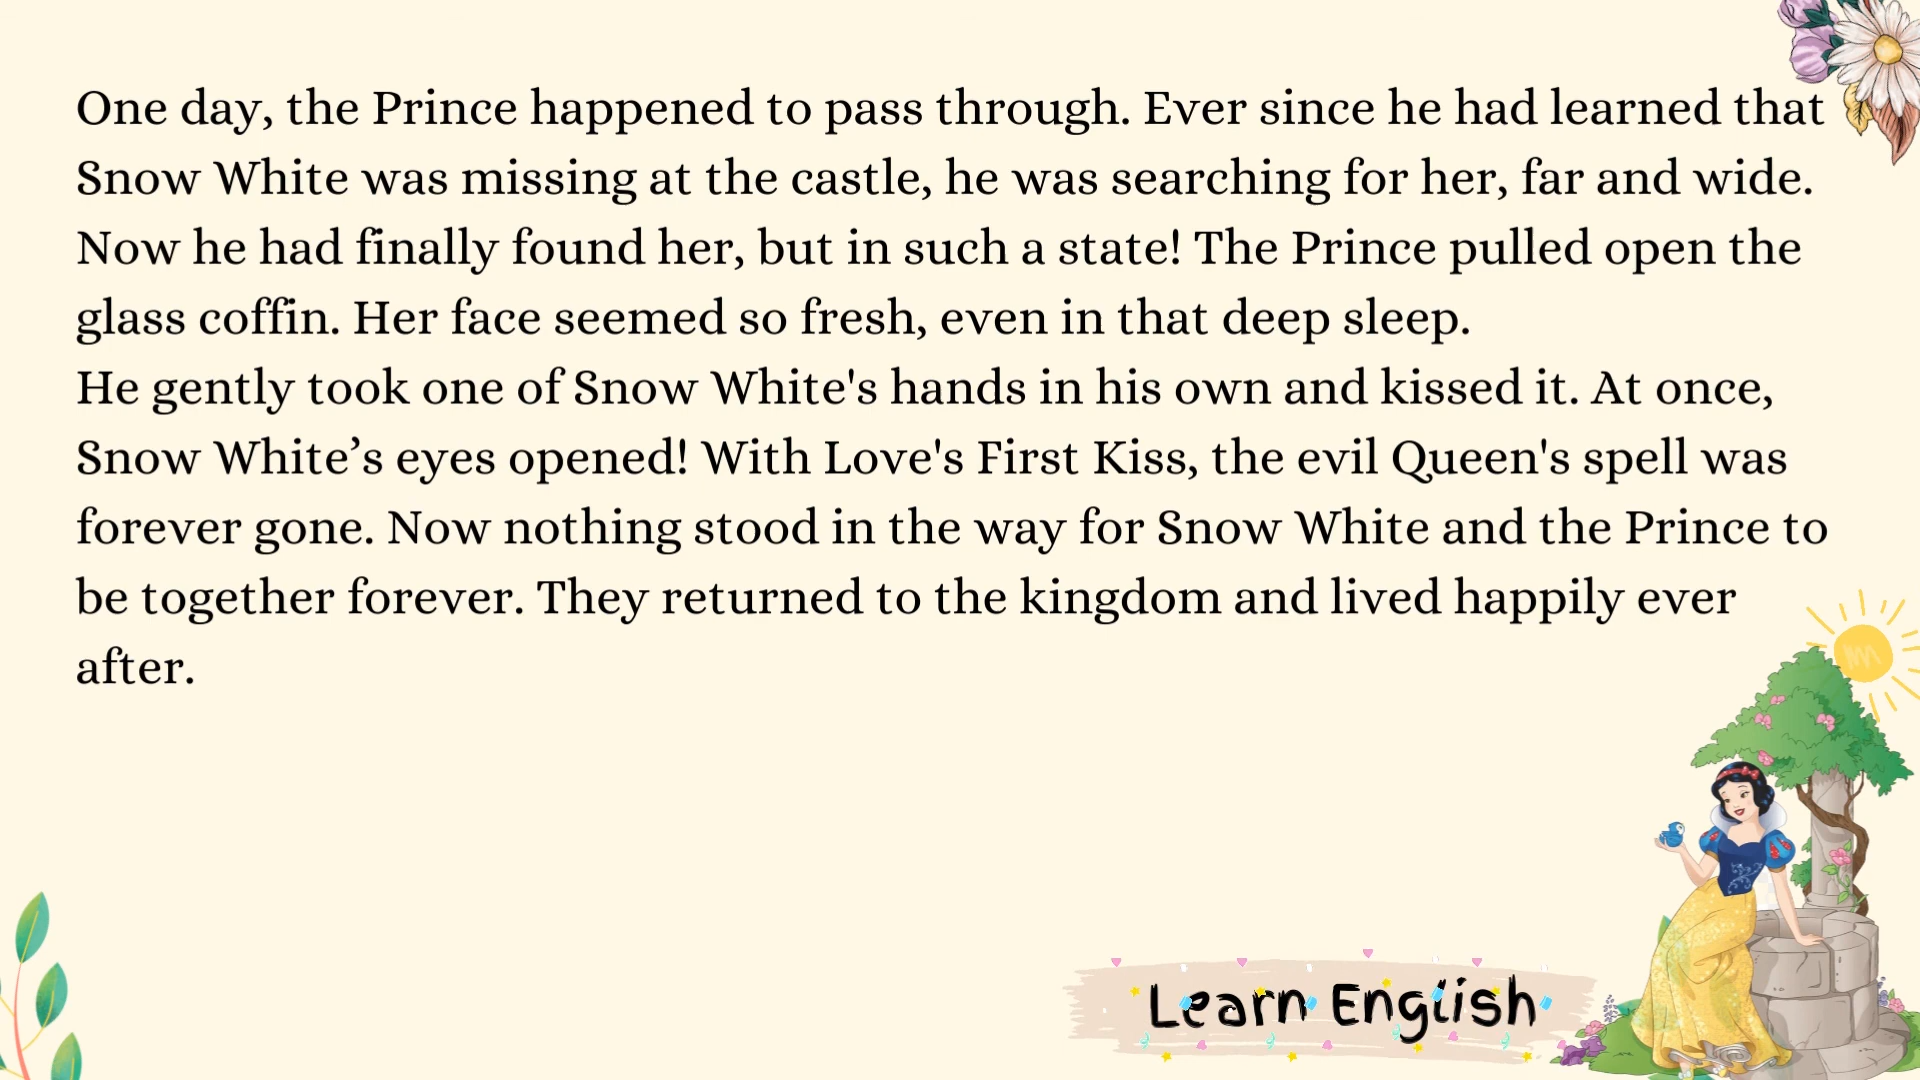 One day, the Prince happened to pass through. Ever since he had learned that
Snow White was missing at the castle, he was searching for her, far and wide.
Now he had finally found her, but in such a state! The Prince pulled open the
glass coffin. Her face seemed so fresh, even in that deep sleep.
He gently took one of Snow White's hands in his own and kissed it. At once,
Snow White’s eyes opened! With Love's First Kiss, the evil Queen's spell was
forever gone. Now nothing stood in the way for Snow White and the Prince to
be together forever. They returned to the kingdom and lived happily ever
after.
Learn English